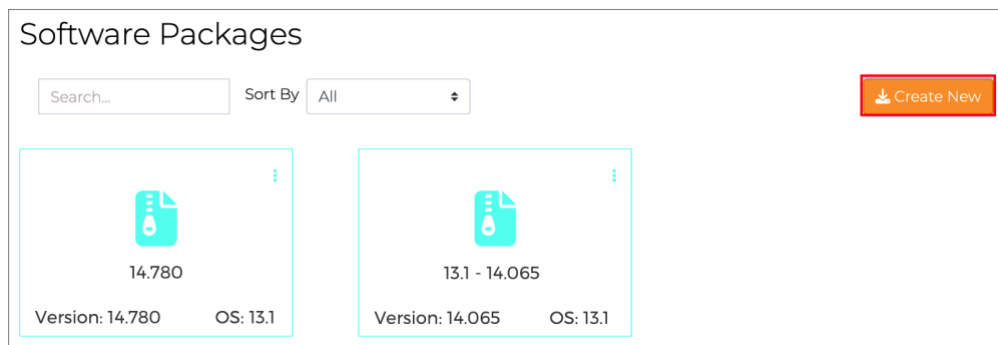 Software Packages
Search...
Sort By
All
Create New
14.780
Version: 14.780 OS: 13.1
13.1 - 14.065
Version: 14.065 OS: 13.1